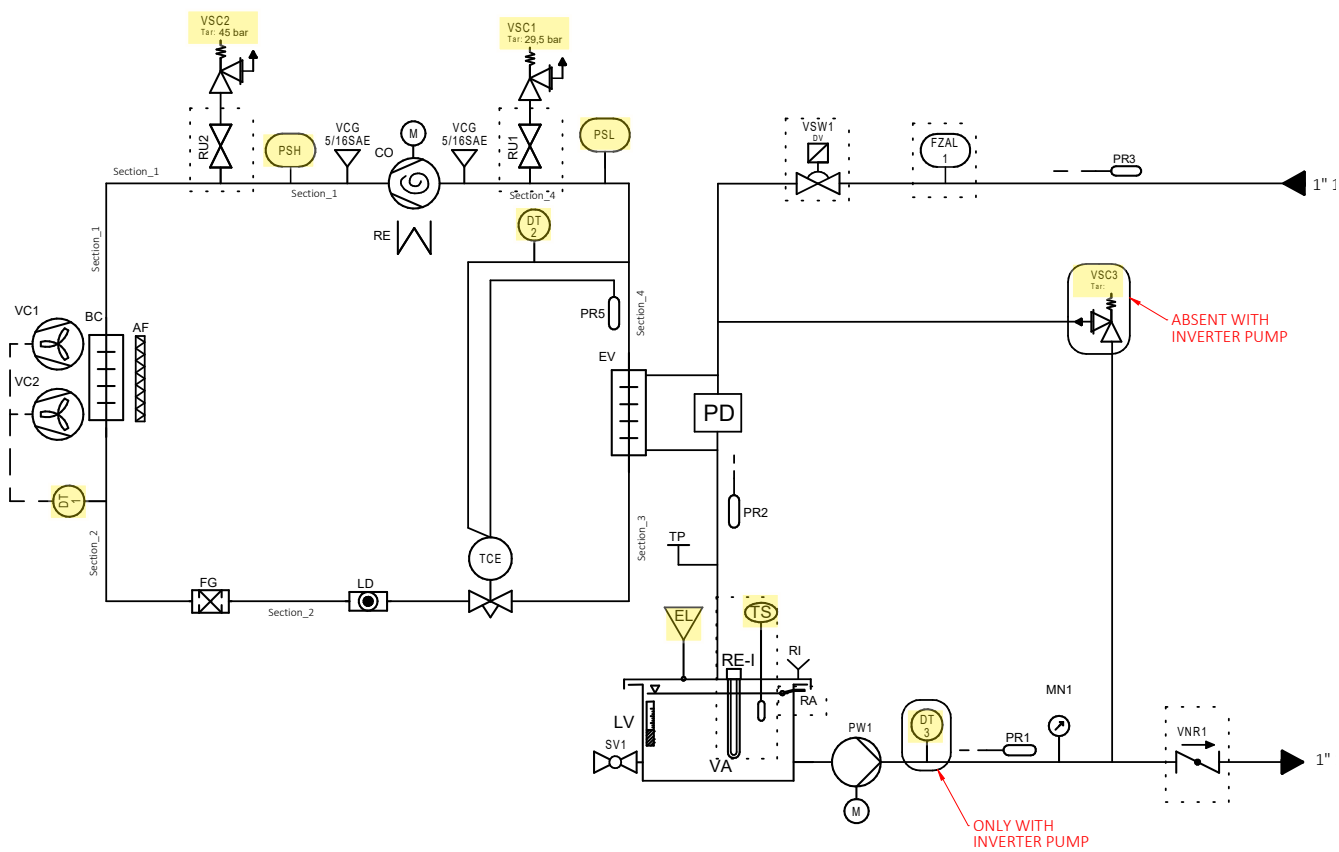 VSC2
Tar: 45 bar
VSC1
Tar: 29,5 bar
RU2
PSH
VCG
5/16SAE
M
CO
VCG
5/16SAE
RU1
PSL
VSW1
DV
FZAL
1
PR3
Section_1
Section_1
Section_4
1" 1
RE
DT
2
Section_1
VSC3
Tar:
Section_4
PR5
VC1
BC
AF
ABSENT WITH
INVERTER PUMP
EV
VC2
PD
DT
1
PR2
Section_2
Section_3
TP
TCE
FG
LD
Section_2
EL
TS
RE-I
RI
RA
MN1
LV
PW1
DT
3
SV1
PR1
VNR1
VA
1"
M
ONLY WITH
INVERTER PUMP